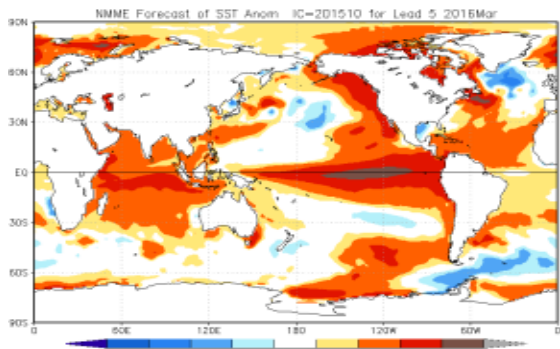 NMME Forecast of SST Anom IC=201510 for Lead 5 2016Mar
90N
60N
30N
EQ
30S
60S
90S
0 60E 120E 180 120W 60W 0